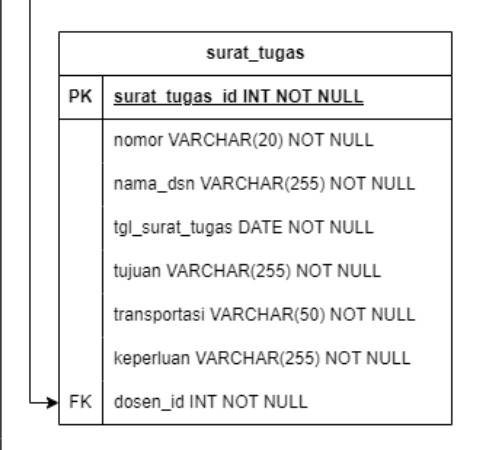 surat_tugas
PK surat_tugas_id INT NOT NULL
nomor VARCHAR(20) NOT NULL
nama_dsn VARCHAR(255) NOT NULL
tgl_surat_tugas DATE NOT NULL
tujuan VARCHAR(255) NOT NULL
transportasi VARCHAR(50) NOT NULL
keperluan VARCHAR(255) NOT NULL
FK dosen_id INT NOT NULL